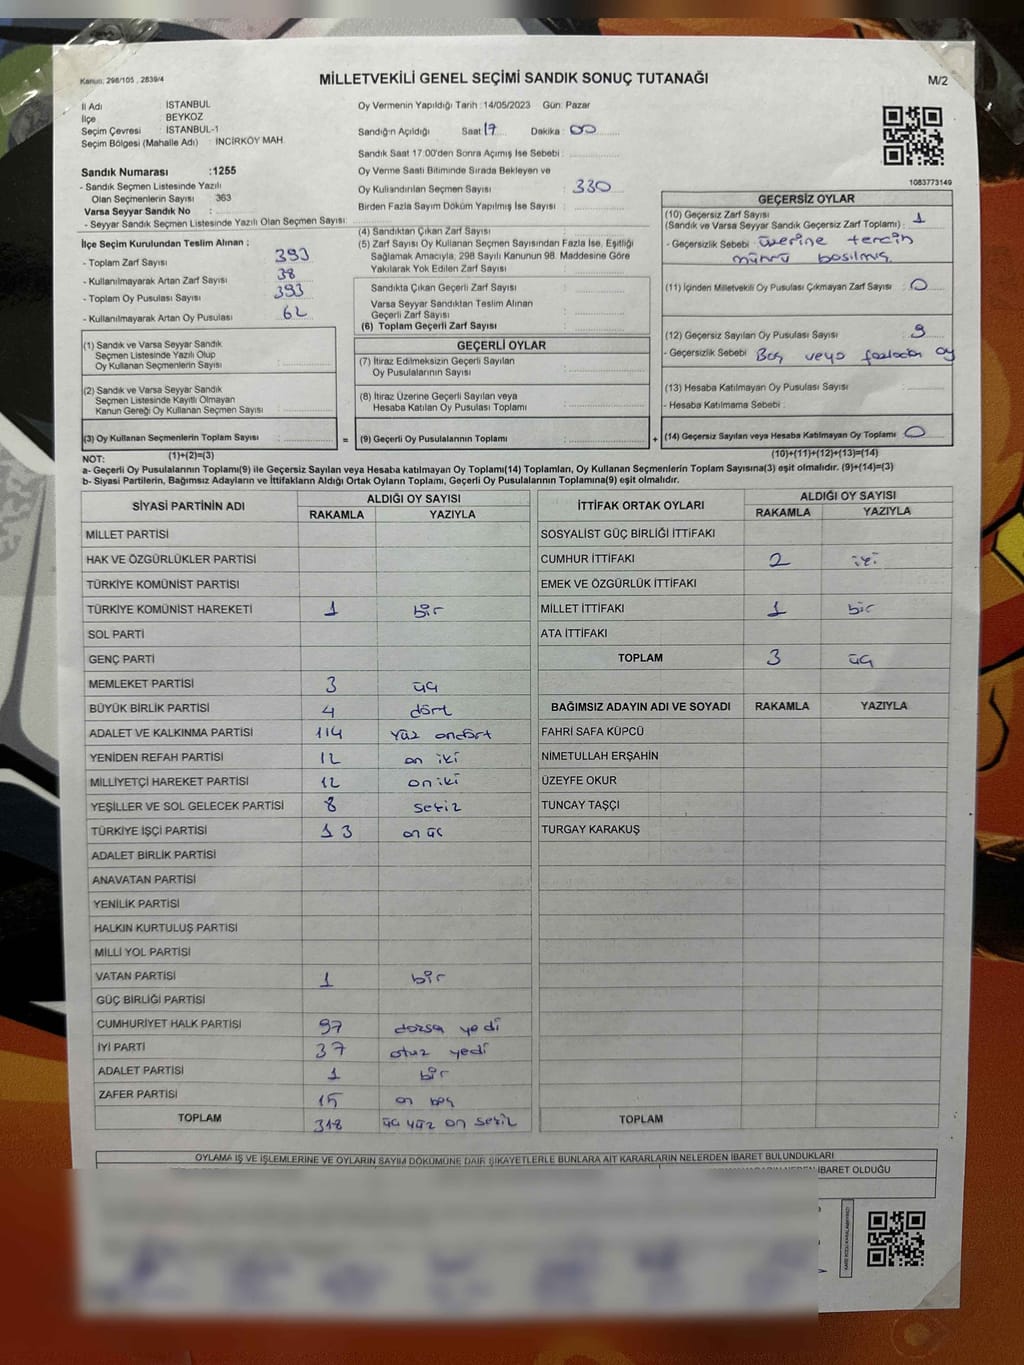 Kanun: 298/105 , 2839/4
MİLLETVEKİLİ GENEL SEÇİMİ SANDIK SONUÇ TUTANAĞI
M/2
İl Adı : İSTANBUL
İlçe : BEYKOZ
Seçim Çevresi : İSTANBUL-1
Seçim Bölgesi (Mahalle Adı) : İNCİRKÖY MAH
Sandık Numarası :1255
- Sandık Seçmen Listesinde Yazılı
Olan Seçmenlerin Sayısı : 363
Varsa Seyyar Sandık No :
- Seyyar Sandık Seçmen Listesinde Yazılı Olan Seçmen Sayısı:
İlçe Seçim Kurulundan Teslim Alınan ;
- Toplam Zarf Sayısı : 393
- Kullanılmayarak Artan Zarf Sayısı : 38
- Toplam Oy Pusulası Sayısı : 393
- Kullanılmayarak Artan Oy Pusulası : 62
Oy Vermenin Yapıldığı Tarih :14/05/2023 Gün: Pazar
Sandığın Açıldığı Saat 17 Dakika : 00
Sandık Saat 17:00'den Sonra Açılmış İse Sebebi :
Oy Verme Saati Bitiminde Sırada Bekleyen ve
Oy Kullandırılan Seçmen Sayısı : 330
Birden Fazla Sayım Döküm Yapılmış İse Sayısı :
(4) Sandıktan Çıkan Zarf Sayısı :
(5) Zarf Sayısı Oy Kullanan Seçmen Sayısından Fazla İse, Eşitliği
Sağlamak Amacıyla, 298 Sayılı Kanunun 98. Maddesine Göre
Yakılarak Yok Edilen Zarf Sayısı :
Sandıkta Çıkan Geçerli Zarf Sayısı :
Varsa Seyyar Sandıktan Teslim Alınan
Geçerli Zarf Sayısı :
(6) Toplam Geçerli Zarf Sayısı :
1083773149
GEÇERSİZ OYLAR
(10) Geçersiz Zarf Sayısı
(Sandık ve Varsa Seyyar Sandık Geçersiz Zarf Toplamı) : 1
- Geçersizlik Sebebi : üzerine tercih
mührü basılmış
(11) İçinden Milletvekili Oy Pusulası Çıkmayan Zarf Sayısı : 0
(12) Geçersiz Sayılan Oy Pusulası Sayısı : 9
- Geçersizlik Sebebi : Boş veya fazladan oy
(13) Hesaba Katılmayan Oy Pusulası Sayısı :
- Hesaba Katılmama Sebebi :
(14) Geçersiz Sayılan veya Hesaba Katılmayan Oy Toplamı : 0
(10)+(11)+(12)+(13)=(14)
(1) Sandık ve Varsa Seyyar Sandık
Seçmen Listesinde Yazılı Olup
Oy Kullanan Seçmenlerin Sayısı :
(2) Sandık ve Varsa Seyyar Sandık
Seçmen Listesinde Kayıtlı Olmayan
Kanun Gereği Oy Kullanan Seçmen Sayısı :
(3) Oy Kullanan Seçmenlerin Toplam Sayısı :
(1)+(2)=(3)
GEÇERLİ OYLAR
(7) İtiraz Edilmeksizin Geçerli Sayılan
Oy Pusulalarının Sayısı :
(8) İtiraz Üzerine Geçerli Sayılan veya
Hesaba Katılan Oy Pusulası Toplamı :
= (9) Geçerli Oy Pusulalarının Toplamı : +
NOT:
a- Geçerli Oy Pusulalarının Toplamı(9) ile Geçersiz Sayılan veya Hesaba katılmayan Oy Toplamı(14) Toplamları, Oy Kullanan Seçmenlerin Toplam Sayısına(3) eşit olmalıdır. (9)+(14)=(3)
b- Siyasi Partilerin, Bağımsız Adayların ve İttifakların Aldığı Ortak Oyların Toplamı, Geçerli Oy Pusulalarının Toplamına(9) eşit olmalıdır.
SİYASİ PARTİNİN ADI ALDIĞI OY SAYISI
RAKAMLA YAZIYLA
MİLLET PARTİSİ
HAK VE ÖZGÜRLÜKLER PARTİSİ
TÜRKİYE KOMÜNİST PARTİSİ
TÜRKİYE KOMÜNİST HAREKETİ 1 bir
SOL PARTİ
GENÇ PARTİ
MEMLEKET PARTİSİ 3 üç
BÜYÜK BİRLİK PARTİSİ 4 dört
ADALET VE KALKINMA PARTİSİ 114 Yüz ondört
YENİDEN REFAH PARTİSİ 12 on iki
MİLLİYETÇİ HAREKET PARTİSİ 12 on iki
YEŞİLLER VE SOL GELECEK PARTİSİ 8 sekiz
TÜRKİYE İŞÇİ PARTİSİ 13 on üç
ADALET BİRLİK PARTİSİ
ANAVATAN PARTİSİ
YENİLİK PARTİSİ
HALKIN KURTULUŞ PARTİSİ
MİLLİ YOL PARTİSİ
VATAN PARTİSİ 1 bir
GÜÇ BİRLİĞİ PARTİSİ
CUMHURİYET HALK PARTİSİ 97 doksan yedi
İYİ PARTİ 37 otuz yedi
ADALET PARTİSİ 1 bir
ZAFER PARTİSİ 15 on beş
TOPLAM 318 üç yüz on sekiz
İTTİFAK ORTAK OYLARI ALDIĞI OY SAYISI
RAKAMLA YAZIYLA
SOSYALİST GÜÇ BİRLİĞİ İTTİFAKI
CUMHUR İTTİFAKI 2 iki
EMEK VE ÖZGÜRLÜK İTTİFAKI
MİLLET İTTİFAKI 1 bir
ATA İTTİFAKI
TOPLAM 3 üç
BAĞIMSIZ ADAYIN ADI VE SOYADI RAKAMLA YAZIYLA
FAHRİ SAFA KÜPCÜ
NİMETULLAH ERŞAHİN
ÜZEYFE OKUR
TUNCAY TAŞÇI
TURGAY KARAKUŞ
TOPLAM
OYLAMA İŞ VE İŞLEMLERİNE VE OYLARIN SAYIM DÖKÜMÜNE DAİR ŞİKAYETLERLE BUNLARA AİT KARARLARIN NELERDEN İBARET BULUNDUKLARI
İBARET OLDUĞU